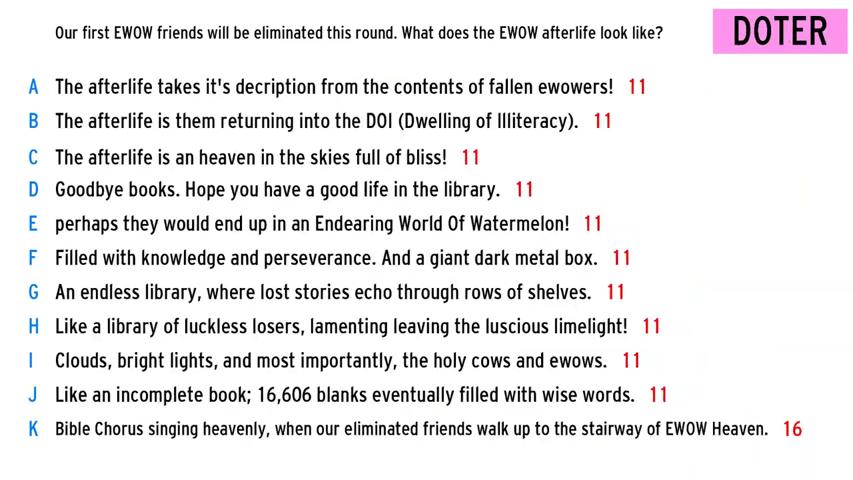 Our first EWOW friends will be eliminated this round. What does the EWOW afterlife look like?
DOTER
A The afterlife takes it's decription from the contents of fallen ewowers! 11
B The afterlife is them returning into the DOI (Dwelling of Illiteracy). 11
C The afterlife is an heaven in the skies full of bliss! 11
D Goodbye books. Hope you have a good life in the library. 11
E perhaps they would end up in an Endearing World Of Watermelon! 11
F Filled with knowledge and perseverance. And a giant dark metal box. 11
G An endless library, where lost stories echo through rows of shelves. 11
H Like a library of luckless losers, lamenting leaving the luscious limelight! 11
I Clouds, bright lights, and most importantly, the holy cows and ewows. 11
J Like an incomplete book; 16,606 blanks eventually filled with wise words. 11
K Bible Chorus singing heavenly, when our eliminated friends walk up to the stairway of EWOW Heaven. 16